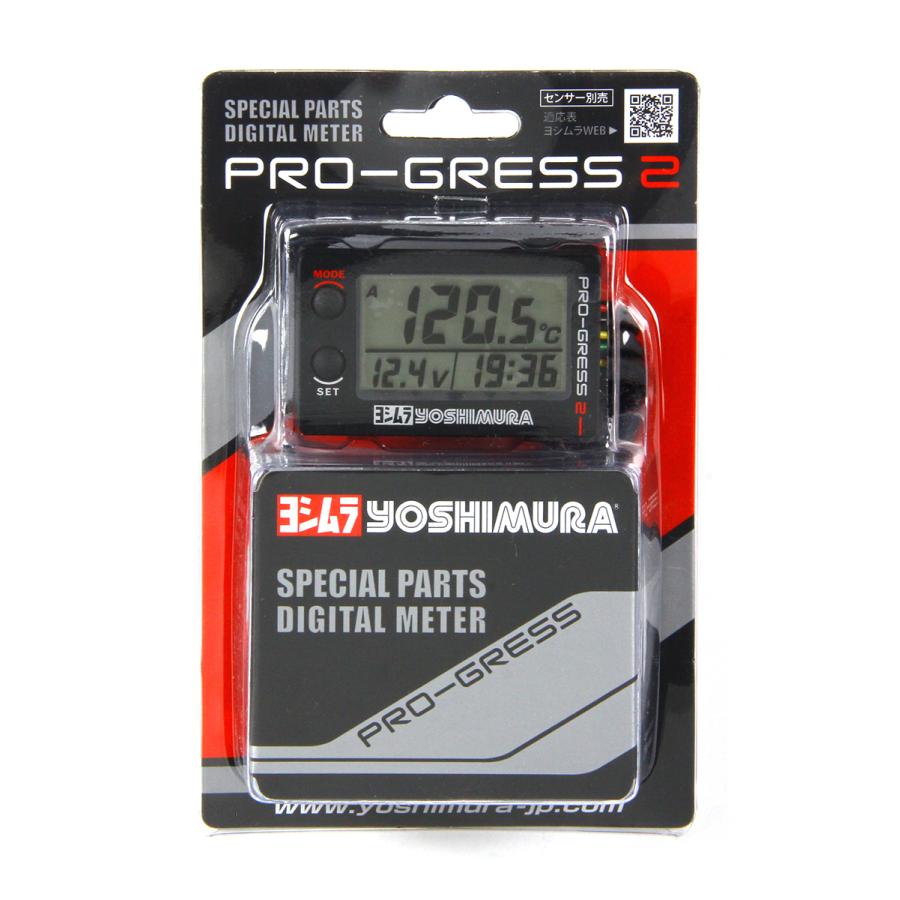 SPECIAL PARTS
DIGITAL METER
センサー別売
適応表
ヨシムラWEB ▶
PRO-GRESS 2
MODE
A
120.5℃
12.4v
19:36
SET
PRO-GRESS 2
ヨシムラ YOSHIMURA
ヨシムラ YOSHIMURA®
SPECIAL PARTS
DIGITAL METER
PRO-GRESS
www.yoshimura-jp.com